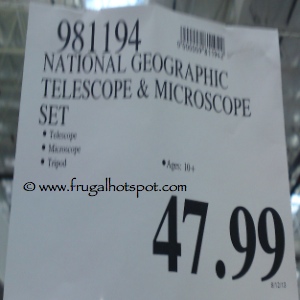 981194
NATIONAL GEOGRAPHIC
TELESCOPE & MICROSCOPE
SET
• Telescope
• Microscope
• Tripod
• Ages: 10+
© www.frugalhotspot.com
47.99